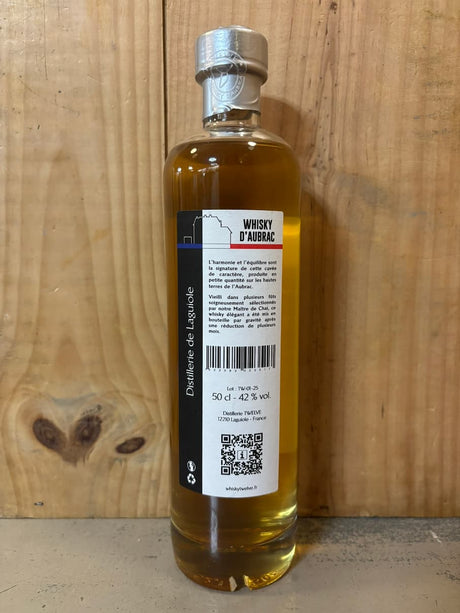 WHISKY
D'AUBRAC
L'harmonie et l'équilibre sont
la signature de cette cuvée
de caractère, produite en
petite quantité sur les hautes
terres de l'Aubrac.
Vieilli dans plusieurs fûts
soigneusement sélectionnés
par notre Maître de Chai, ce
whisky élégant a été mis en
bouteille par gravité après
une réduction de plusieurs
mois.
Lot : TW-01-25
50 cl - 42 % vol.
Distillerie TWELVE
12210 Laguiole - France
whiskytwelve.fr
Distillerie de Laguiole